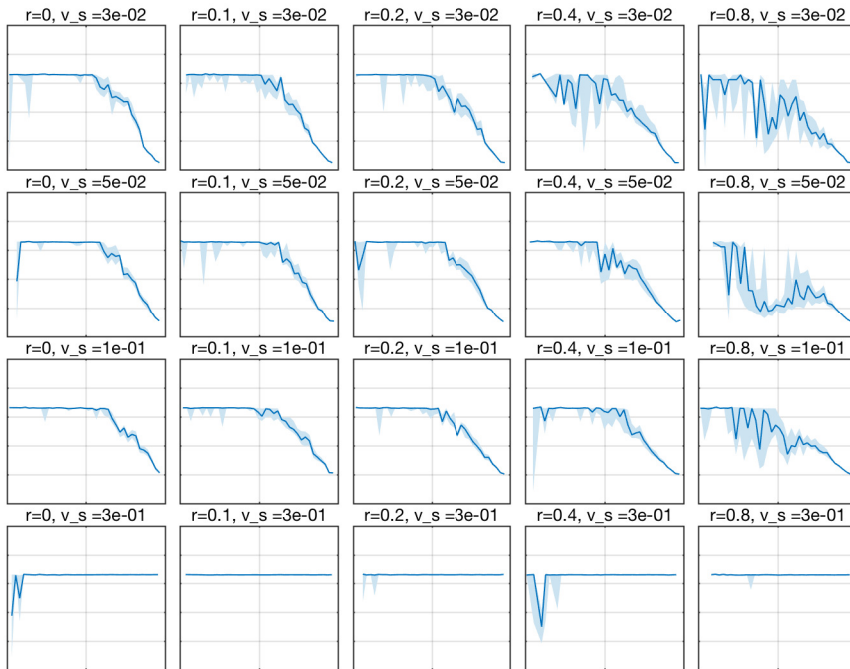 r=0, v_s =3e-02 r=0.1, v_s =3e-02 r=0.2, v_s =3e-02 r=0.4, v_s =3e-02 r=0.8, v_s =3e-02
r=0, v_s =5e-02 r=0.1, v_s =5e-02 r=0.2, v_s =5e-02 r=0.4, v_s =5e-02 r=0.8, v_s =5e-02
r=0, v_s =1e-01 r=0.1, v_s =1e-01 r=0.2, v_s =1e-01 r=0.4, v_s =1e-01 r=0.8, v_s =1e-01
r=0, v_s =3e-01 r=0.1, v_s =3e-01 r=0.2, v_s =3e-01 r=0.4, v_s =3e-01 r=0.8, v_s =3e-01